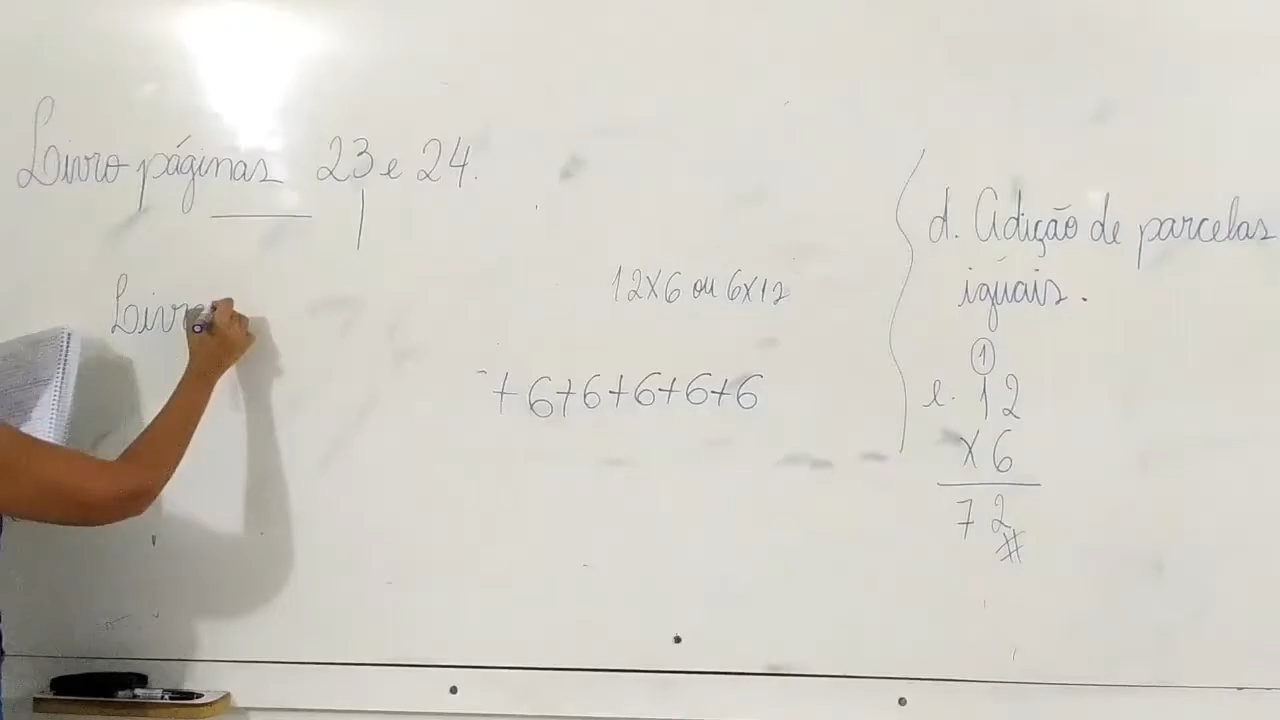 Livro páginas 23 e 24.
Livro
12x6 ou 6x12
+6+6+6+6+6
d. Adição de parcelas
iguais.
1
e. 12
x 6
72
#